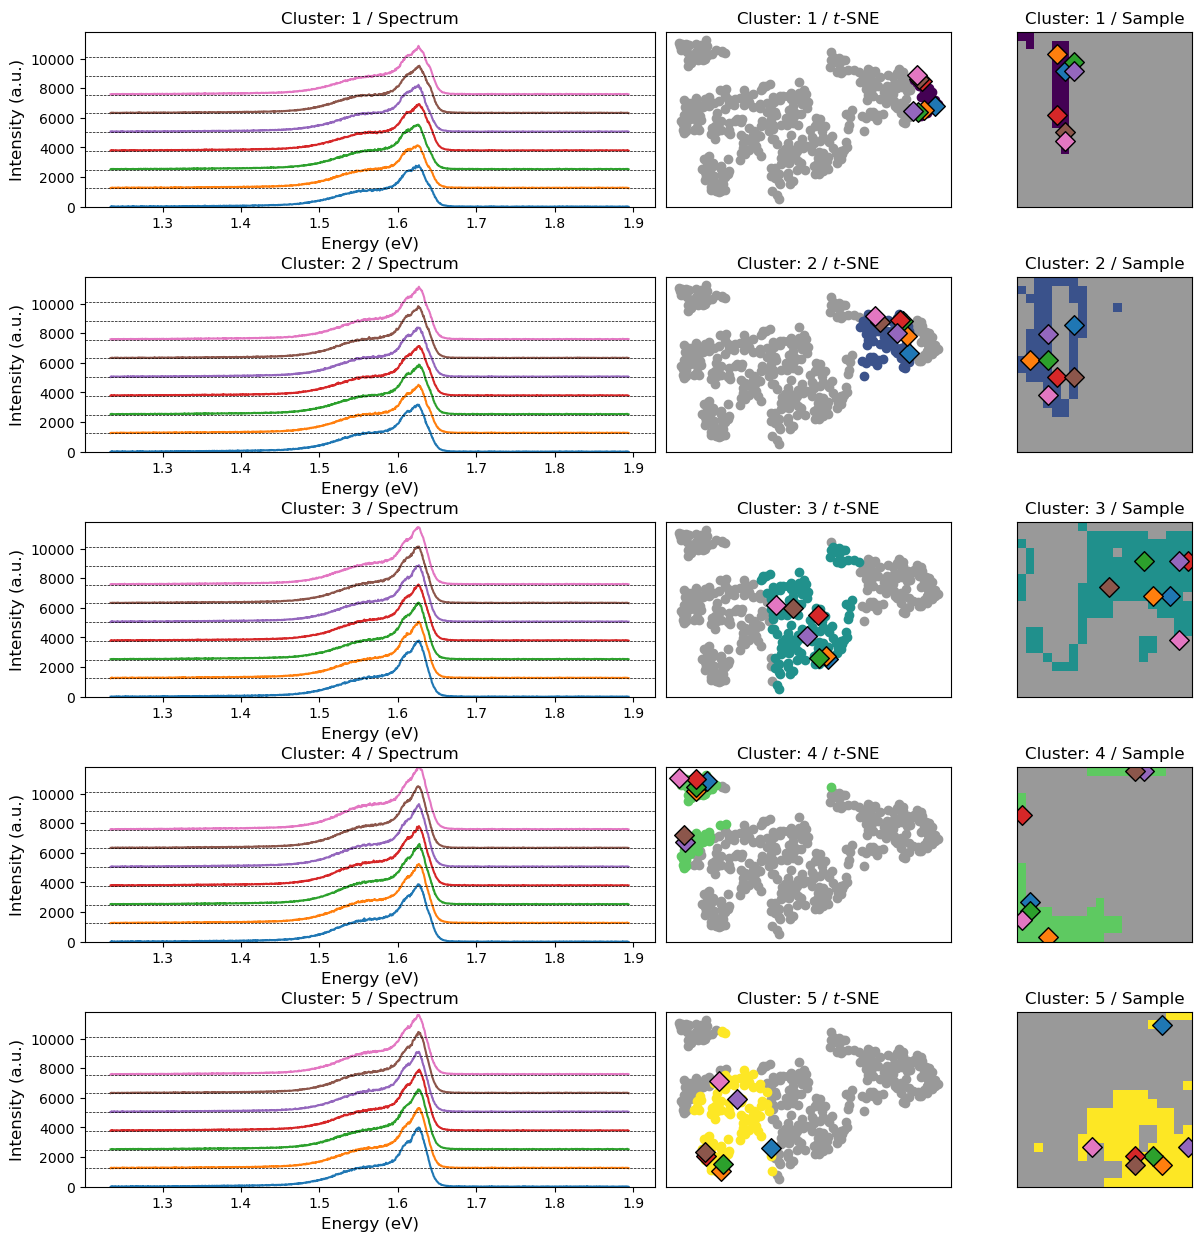 Cluster: 1 / Spectrum
Cluster: 1 / t-SNE
Cluster: 1 / Sample
Intensity (a.u.)
10000
8000
6000
4000
2000
0
1.3 1.4 1.5 1.6 1.7 1.8 1.9
Energy (eV)
Cluster: 2 / Spectrum
Cluster: 2 / t-SNE
Cluster: 2 / Sample
Intensity (a.u.)
10000
8000
6000
4000
2000
0
1.3 1.4 1.5 1.6 1.7 1.8 1.9
Energy (eV)
Cluster: 3 / Spectrum
Cluster: 3 / t-SNE
Cluster: 3 / Sample
Intensity (a.u.)
10000
8000
6000
4000
2000
0
1.3 1.4 1.5 1.6 1.7 1.8 1.9
Energy (eV)
Cluster: 4 / Spectrum
Cluster: 4 / t-SNE
Cluster: 4 / Sample
Intensity (a.u.)
10000
8000
6000
4000
2000
0
1.3 1.4 1.5 1.6 1.7 1.8 1.9
Energy (eV)
Cluster: 5 / Spectrum
Cluster: 5 / t-SNE
Cluster: 5 / Sample
Intensity (a.u.)
10000
8000
6000
4000
2000
0
1.3 1.4 1.5 1.6 1.7 1.8 1.9
Energy (eV)